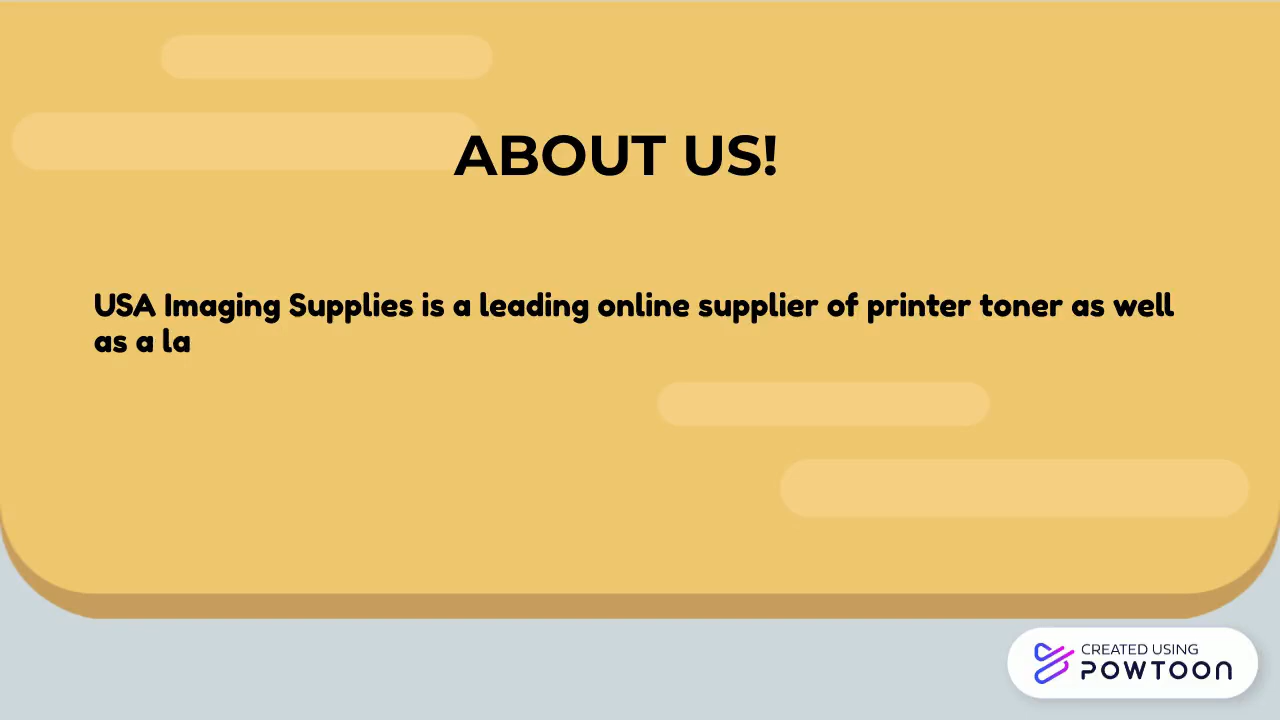 ABOUT US!
USA Imaging Supplies is a leading online supplier of printer toner as well
as a la
CREATED USING
POWTOON